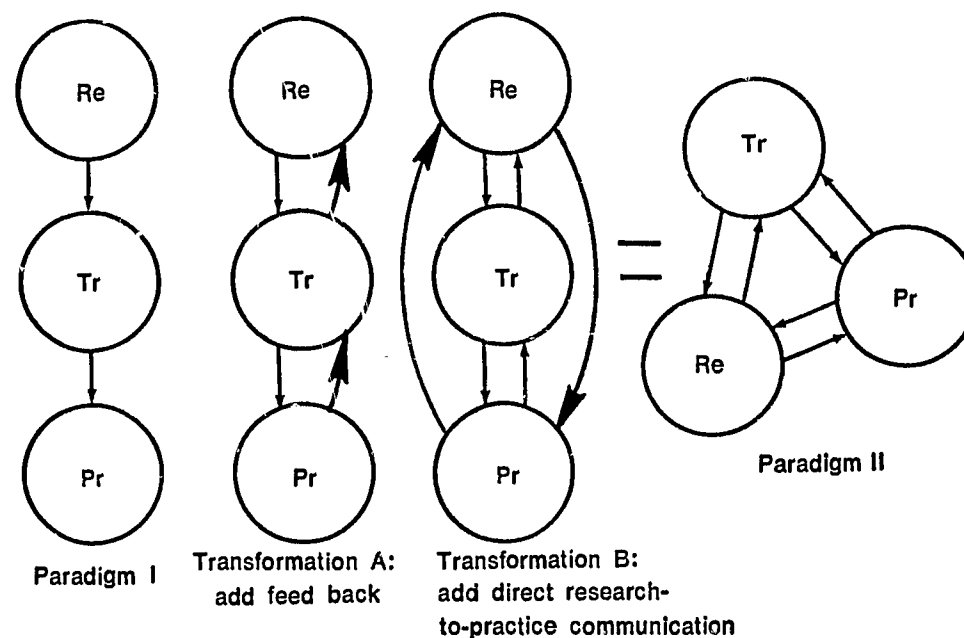 Re
Tr
Pr
Paradigm I
Re
Tr
Pr
Transformation A:
add feed back
Re
Tr
Pr
Transformation B:
add direct research-
to-practice communication
Tr
Pr
Re
Paradigm II